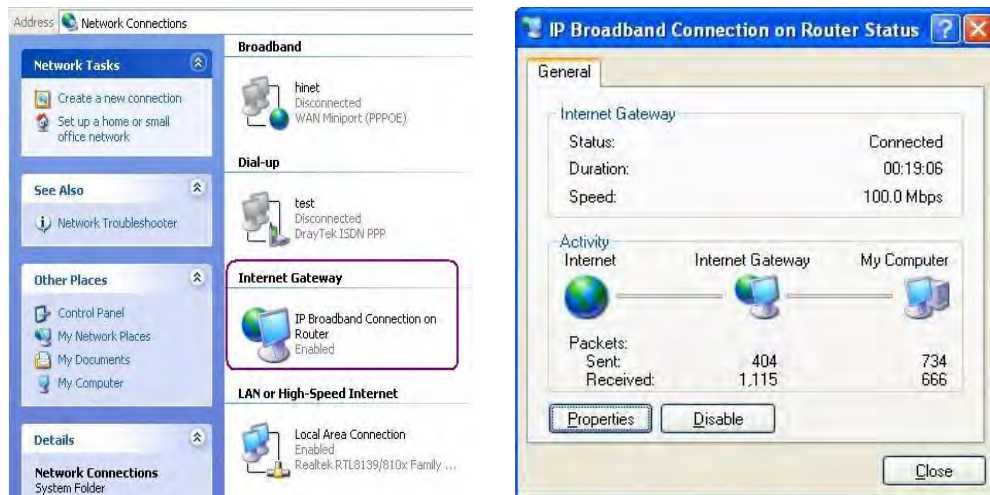 Address Network Connections
Network Tasks
Create a new connection
Set up a home or small
office network
See Also
Network Troubleshooter
Other Places
Control Panel
My Network Places
My Documents
My Computer
Details
Network Connections
System Folder
Broadband
hinet
Disconnected
WAN Miniport (PPPOE)
Dial-up
test
Disconnected
DrayTek ISDN PPP
Internet Gateway
IP Broadband Connection on
Router
Enabled
LAN or High-Speed Internet
Local Area Connection
Enabled
Realtek RTL8139/810x Family ...
IP Broadband Connection on Router Status
General
Internet Gateway
Status: Connected
Duration: 00:19:06
Speed: 100.0 Mbps
Activity
Internet Internet Gateway My Computer
Packets:
Sent: 404 734
Received: 1,115 666
Properties Disable
Close